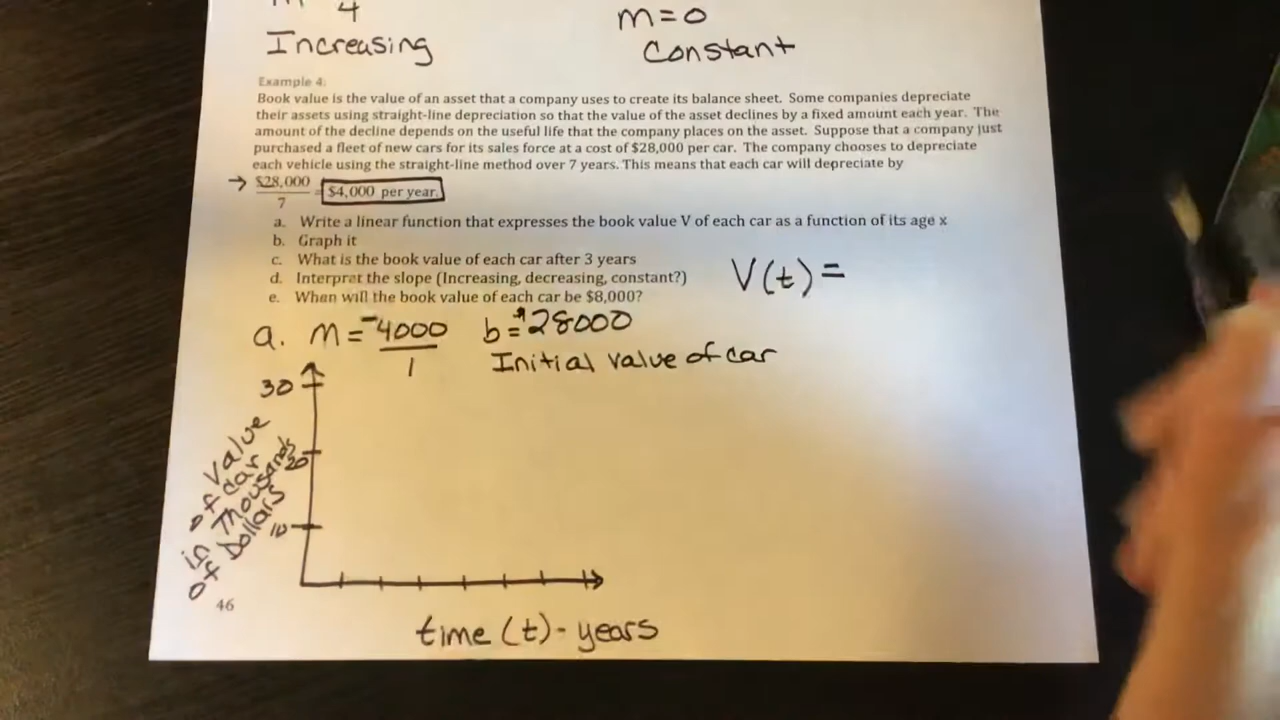 4
m=0
Increasing
Constant
Example 4:
Book value is the value of an asset that a company uses to create its balance sheet. Some companies depreciate
their assets using straight-line depreciation so that the value of the asset declines by a fixed amount each year. The
amount of the decline depends on the useful life that the company places on the asset. Suppose that a company just
purchased a fleet of new cars for its sales force at a cost of $28,000 per car. The company chooses to depreciate
each vehicle using the straight-line method over 7 years. This means that each car will depreciate by
→ $28,000
7
= $4,000 per year.
a. Write a linear function that expresses the book value V of each car as a function of its age x
b. Graph it
c. What is the book value of each car after 3 years
d. Interpret the slope (Increasing, decreasing, constant?)
e. When will the book value of each car be $8,000?
V(t) =
a. m = -4000
1
b = 28000
Initial value of car
30
20
10
Value
of car
in Thousands
of Dollars
46
time (t) - years